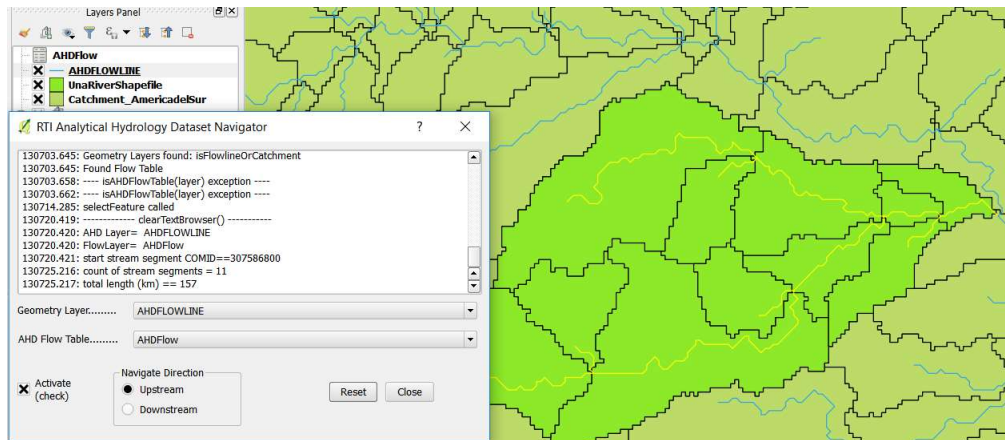 Layers Panel
AHDFlow
AHDFLOWLINE
UnaRiverShapefile
Catchment_AmericadelSur
RTI Analytical Hydrology Dataset Navigator
130703.645: Geometry Layers found: isFlowlineOrCatchment
130703.645: Found Flow Table
130703.658: ---- isAHDFlowTable(layer) exception ----
130703.662: ---- isAHDFlowTable(layer) exception ----
130714.285: selectFeature called
130720.419: ------------- clearTextBrowser() -----------
130720.420: AHD Layer= AHDFLOWLINE
130720.420: FlowLayer= AHDFlow
130720.421: start stream segment COMID==307586800
130725.216: count of stream segments = 11
130725.217: total length (km) == 157
Geometry Layer......... AHDFLOWLINE
AHD Flow Table......... AHDFlow
Activate
(check)
Navigate Direction
Upstream
Downstream
Reset
Close